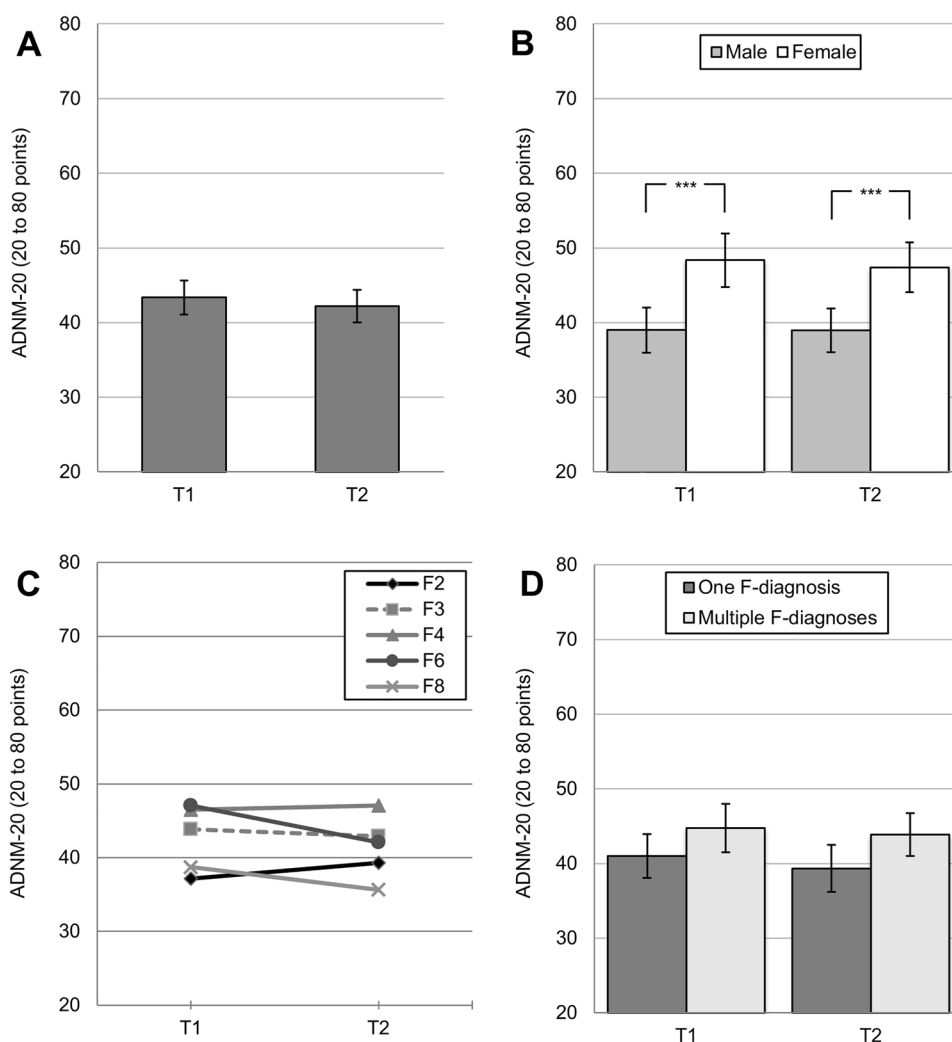 A
ADNM-20 (20 to 80 points)
80
70
60
50
40
30
20
T1
T2
B
Male
Female
ADNM-20 (20 to 80 points)
80
70
60
50
40
30
20
***
***
T1
T2
C
F2
F3
F4
F6
F8
ADNM-20 (20 to 80 points)
80
70
60
50
40
30
20
T1
T2
D
One F-diagnosis
Multiple F-diagnoses
ADNM-20 (20 to 80 points)
80
70
60
50
40
30
20
T1
T2